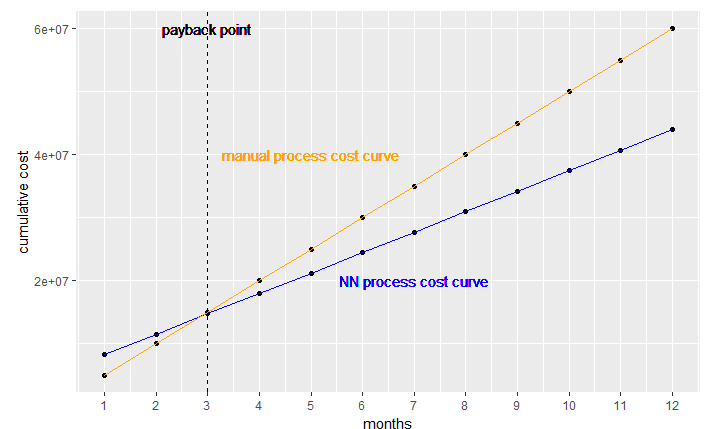 payback point
6e+07
manual process cost curve
4e+07
cumulative cost
NN process cost curve
2e+07
1 2 3 4 5 6 7 8 9 10 11 12
months